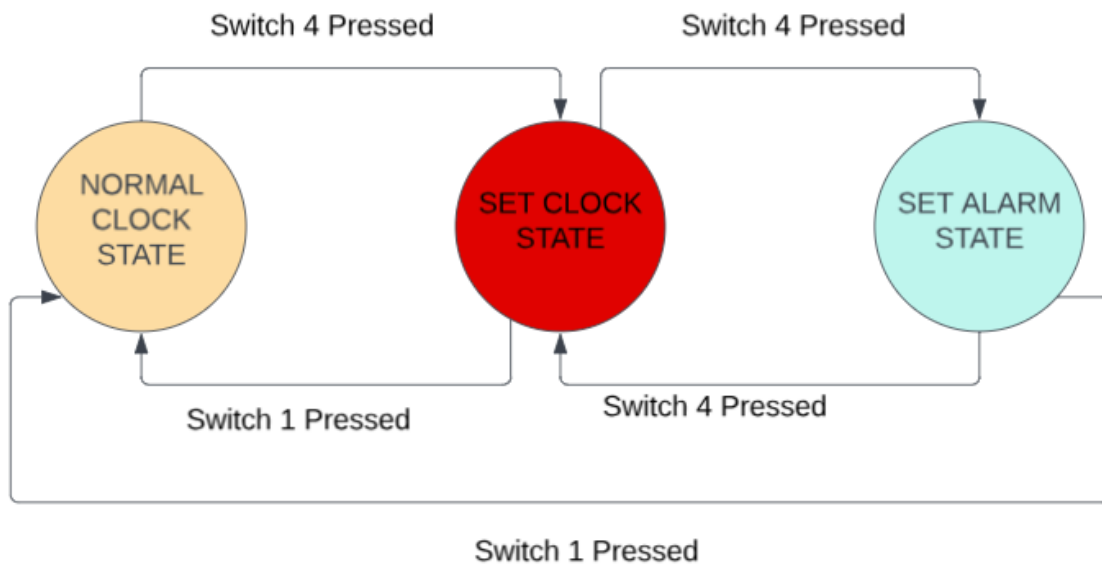 Switch 4 Pressed
Switch 4 Pressed
NORMAL
CLOCK
STATE
SET CLOCK
STATE
SET ALARM
STATE
Switch 1 Pressed
Switch 4 Pressed
Switch 1 Pressed